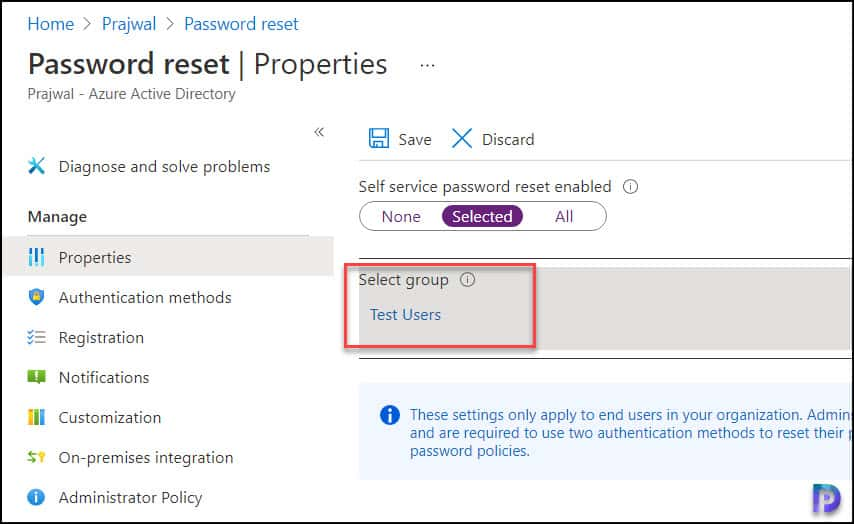 Home > Prajwal > Password reset
Password reset | Properties ...
Prajwal - Azure Active Directory
«
Save Discard
Diagnose and solve problems
Self service password reset enabled
Manage
None Selected All
Properties
Select group
Authentication methods
Test Users
Registration
Notifications
Customization
These settings only apply to end users in your organization. Admins
and are required to use two authentication methods to reset their p
password policies.
On-premises integration
Administrator Policy